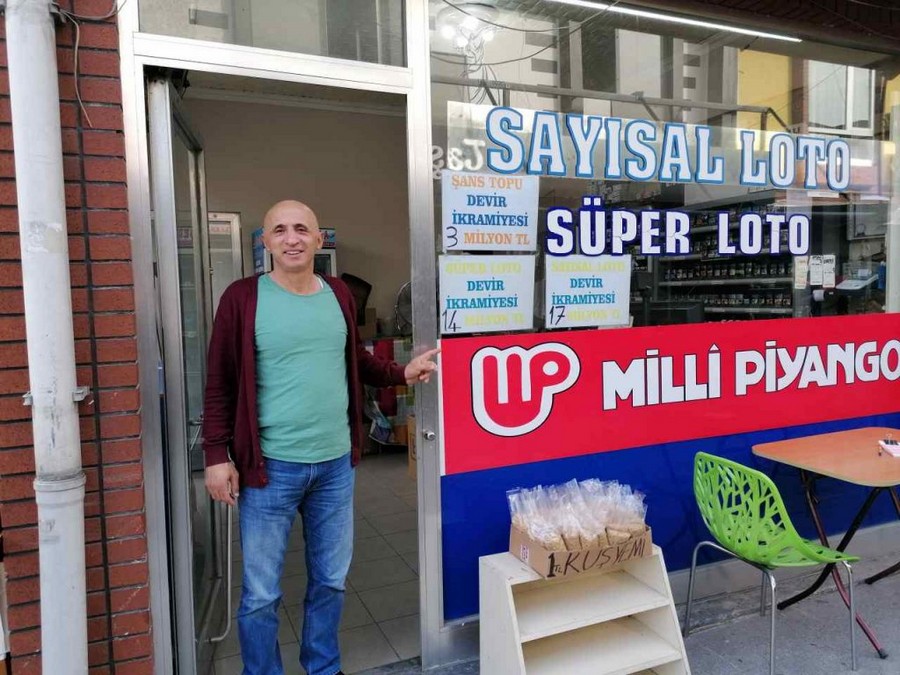 SAYISAL LOTO
SÜPER LOTO
ŞANS TOPU
DEVİR
İKRAMİYESİ
3 MİLYON TL
SÜPER LOTO
DEVİR
İKRAMİYESİ
14 MİLYON TL
SAYISAL LOTO
DEVİR
İKRAMİYESİ
17 MİLYON TL
MP MİLLÎ PİYANGO
1 TL KUŞYEMİ